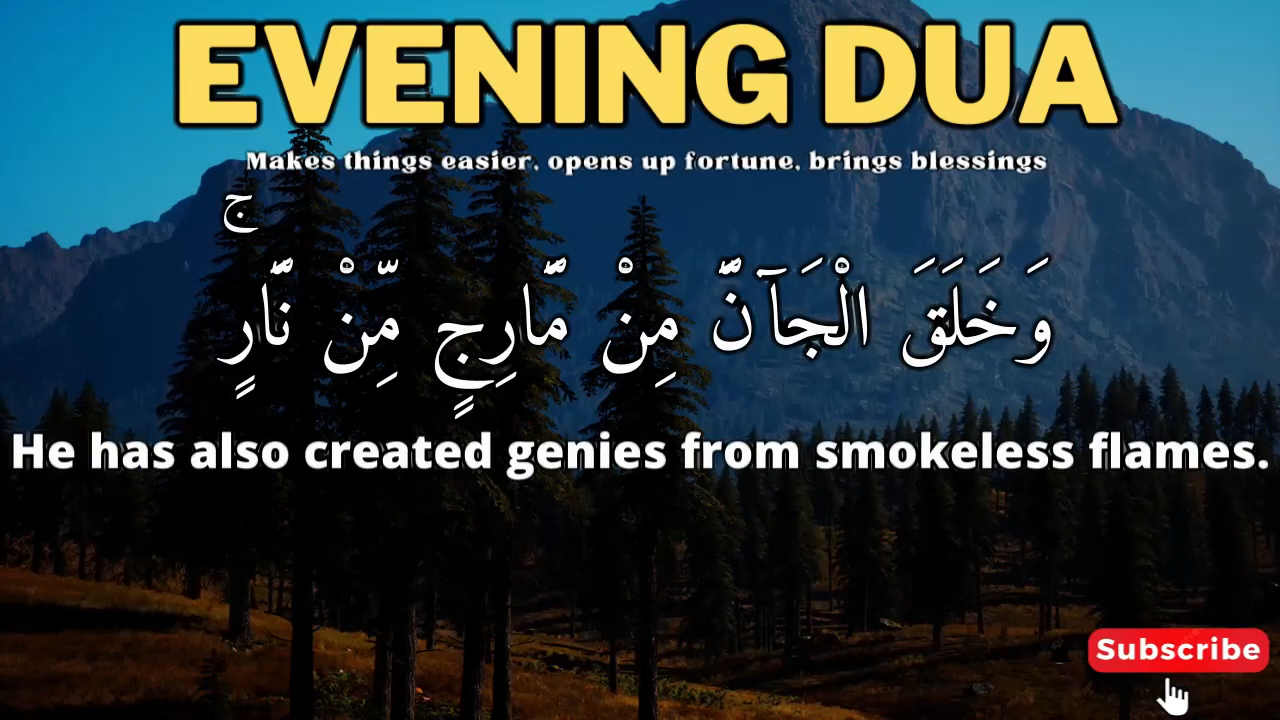 EVENING DUA
Makes things easier, opens up fortune, brings blessings
وَخَلَقَ الْجَآنَّ مِنْ مَّارِجٍ مِّنْ نَّارٍ ۚ
He has also created genies from smokeless flames.
Subscribe